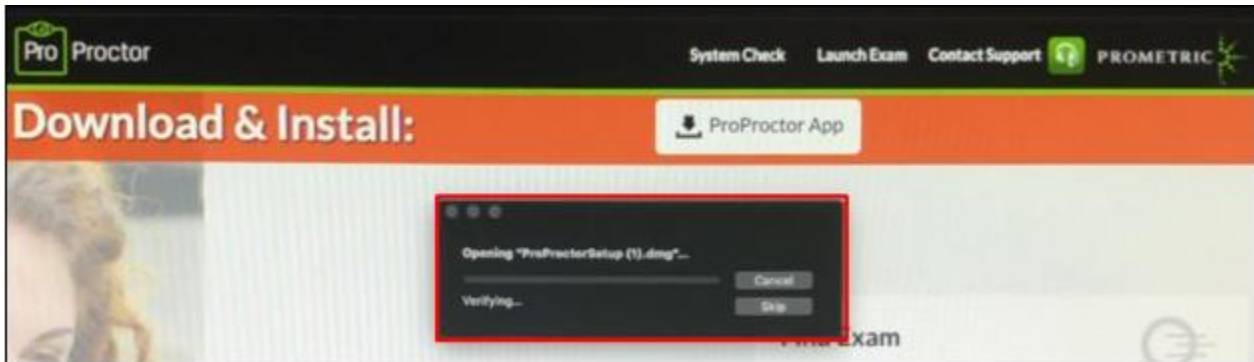 Pro Proctor
System Check Launch Exam Contact Support PROMETRIC
Download & Install:
ProProctor App
Opening "ProProctorSetup (1).dmg"...
Cancel
Verifying...
Skip
Exam